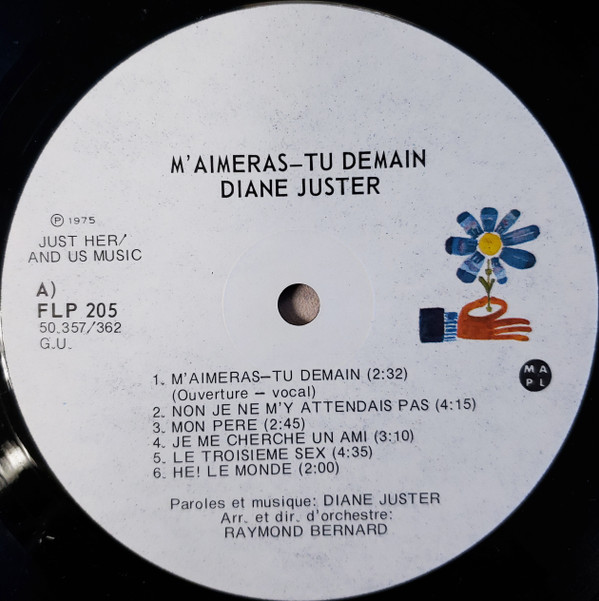 M'AIMERAS–TU DEMAIN
DIANE JUSTER
Ⓟ 1975
JUST HER/
AND US MUSIC
A)
FLP 205
50.357/362
G.U.
1. M'AIMERAS–TU DEMAIN (2:32)
(Ouverture – vocal)
2. NON JE NE M'Y ATTENDAIS PAS (4:15)
3. MON PERE (2:45)
4. JE ME CHERCHE UN AMI (3:10)
5. LE TROISIEME SEX (4:35)
6. HE! LE MONDE (2:00)
Paroles et musique: DIANE JUSTER
Arr. et dir. d'orchestre:
RAYMOND BERNARD
M A
P L